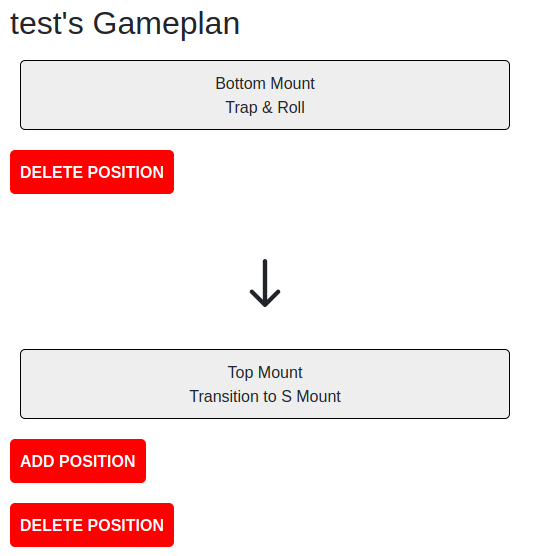 test's Gameplan
Bottom Mount
Trap & Roll
DELETE POSITION
Top Mount
Transition to S Mount
ADD POSITION
DELETE POSITION